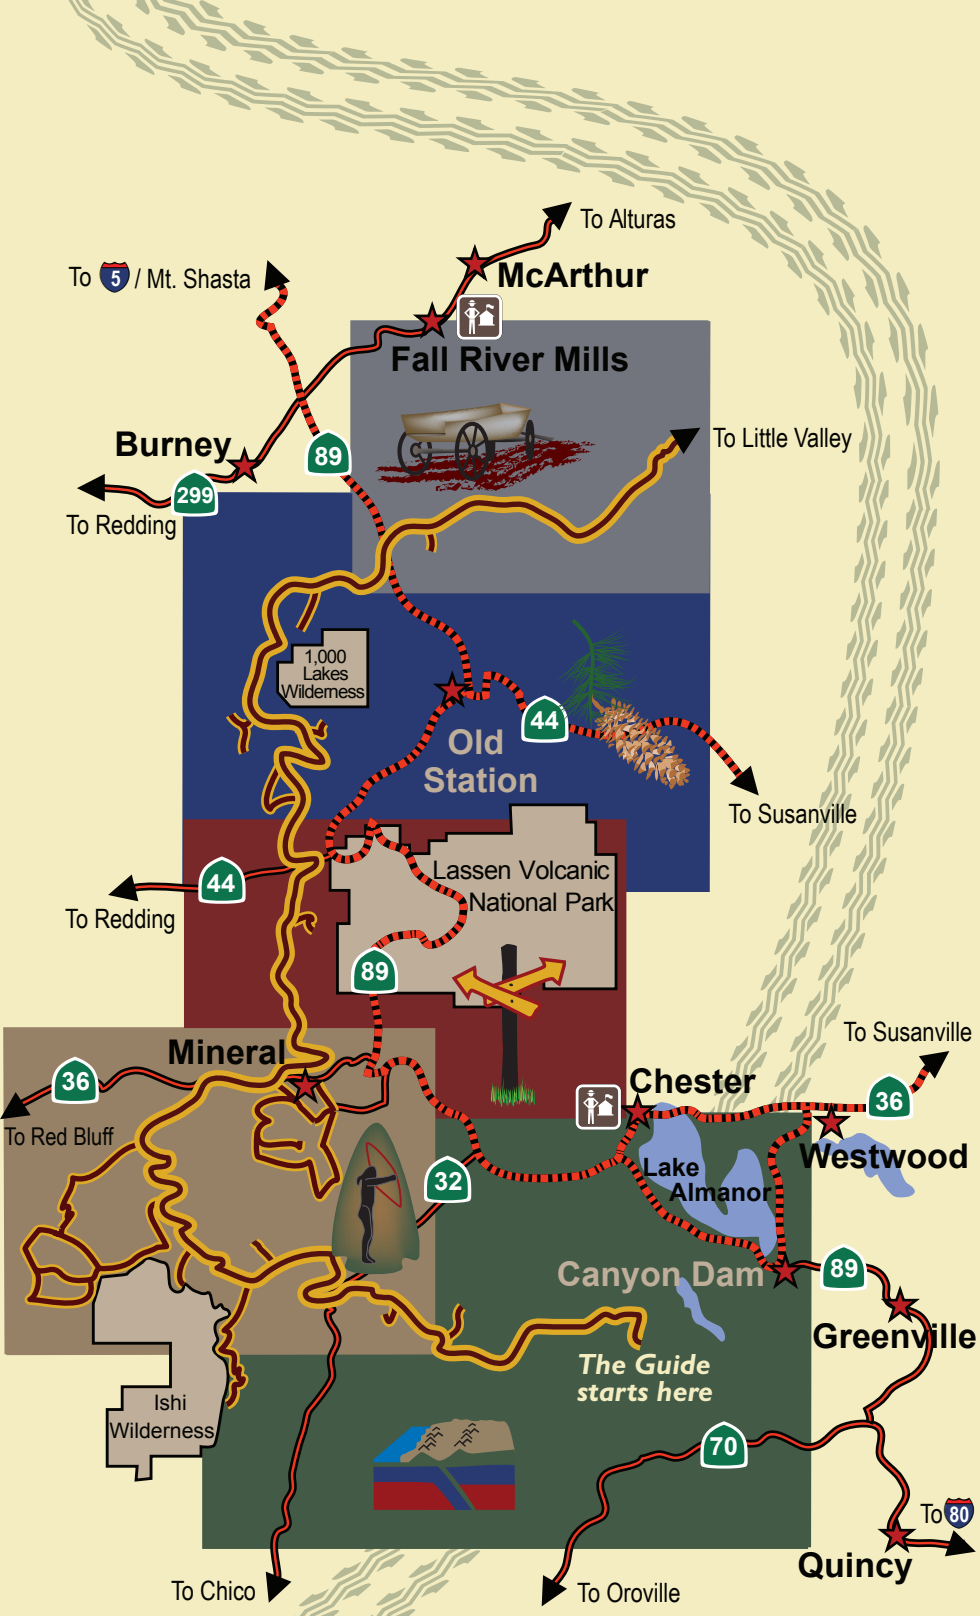 To Alturas
To 5 / Mt. Shasta
McArthur
Fall River Mills
Burney
89
To Little Valley
299
To Redding
1,000
Lakes
Wilderness
44
Old
Station
To Susanville
Lassen Volcanic
National Park
44
To Redding
89
To Susanville
Mineral
36
Chester
36
To Red Bluff
Westwood
Lake
Almanor
32
Canyon Dam
89
Greenville
The Guide
starts here
Ishi
Wilderness
70
To 80
Quincy
To Chico
To Oroville